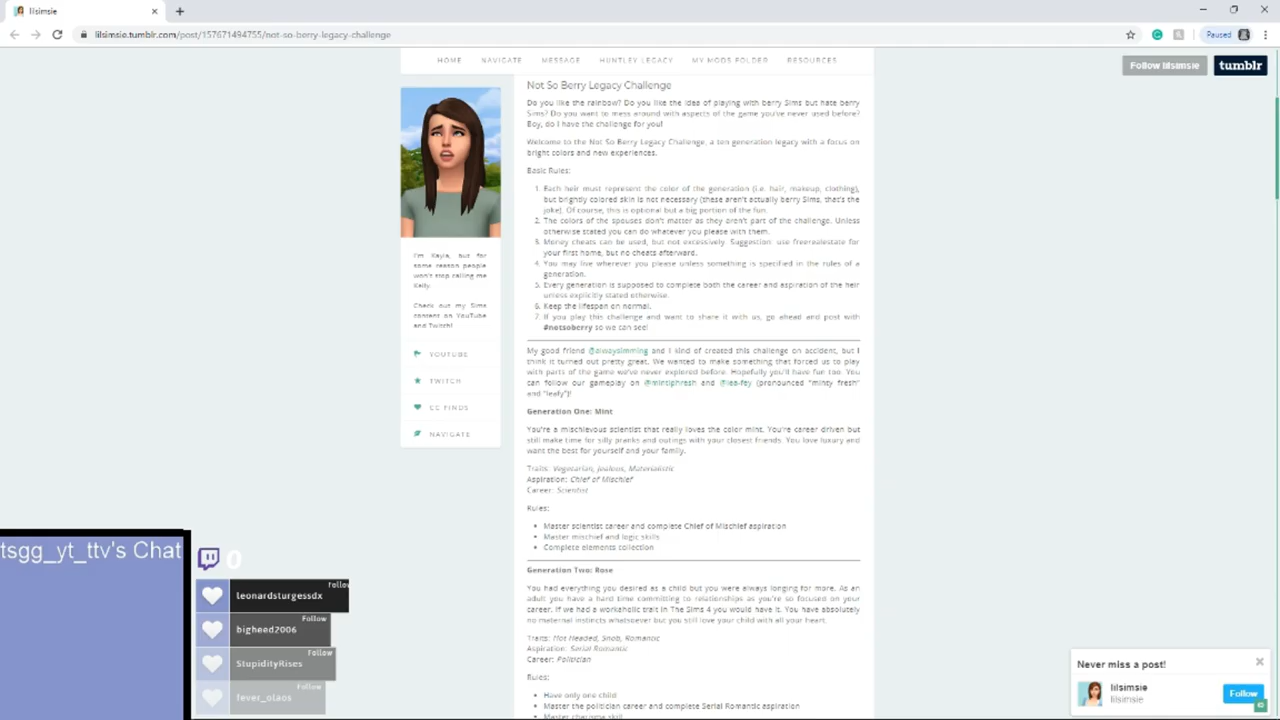 lilsimsie
lilsimsie.tumblr.com/post/157671494755/not-so-berry-legacy-challenge
Paused
HOME NAVIGATE MESSAGE HUNTLEY LEGACY MY MODS FOLDER RESOURCES
Follow lilsimsie
tumblr
Not So Berry Legacy Challenge
Do you like the rainbow? Do you like the idea of playing with berry Sims but hate berry
Sims? Do you want to mess around with aspects of the game you've never used before?
Boy, do I have the challenge for you!
Welcome to the Not So Berry Legacy Challenge, a ten generation legacy with a focus on
bright colors and new experiences.
Basic Rules:
1. Each heir must represent the color of the generation (i.e. hair, makeup, clothing),
but brightly colored skin is not necessary (these aren't actually berry Sims, that's the
joke). Of course, this is optional but a big portion of the fun.
2. The colors of the spouses don't matter as they aren't part of the challenge. Unless
otherwise stated you can do whatever you please with them.
3. Money cheats can be used, but not excessively. Suggestion: use freerealestate for
your first home, but no cheats afterward.
4. You may live wherever you please unless something is specified in the rules of a
generation.
5. Every generation is supposed to complete both the career and aspiration of the heir
unless explicitly stated otherwise.
6. Keep the lifespan on normal.
7. If you play this challenge and want to share it with us, go ahead and post with
#notsoberry so we can see!
I'm Kayla, but for
some reason people
won't stop calling me
Kelly.
Check out my Sims
content on YouTube
and Twitch!
YOUTUBE
TWITCH
CC FINDS
NAVIGATE
My good friend @alwaysimming and I kind of created this challenge on accident, but I
think it turned out pretty great. We wanted to make something that forced us to play
with parts of the game we've never explored before. Hopefully you'll have fun too. You
can follow our gameplay on @mintiphresh and @lea-fey (pronounced "minty fresh"
and "leafy")!
Generation One: Mint
You're a mischievous scientist that really loves the color mint. You're career driven but
still make time for silly pranks and outings with your closest friends. You love luxury and
want the best for yourself and your family.
Traits: Vegetarian, Jealous, Materialistic
Aspiration: Chief of Mischief
Career: Scientist
Rules:
• Master scientist career and complete Chief of Mischief aspiration
• Master mischief and logic skills
• Complete elements collection
Generation Two: Rose
You had everything you desired as a child but you were always longing for more. As an
adult you have a hard time committing to relationships as you're so focused on your
career. If we had a workaholic trait in The Sims 4 you would have it. You have absolutely
no maternal instincts whatsoever but you still love your child with all your heart.
Traits: Hot Headed, Snob, Romantic
Aspiration: Serial Romantic
Career: Politician
Rules:
• Have only one child
• Master the politician career and complete Serial Romantic aspiration
• Master charisma skill
tsgg_yt_ttv's Chat
0
leonardsturgessdx
Follow
bigheed2006
Follow
StupidityRises
Follow
fever_olaos
Follow
Never miss a post!
lilsimsie
lilsimsie
Follow